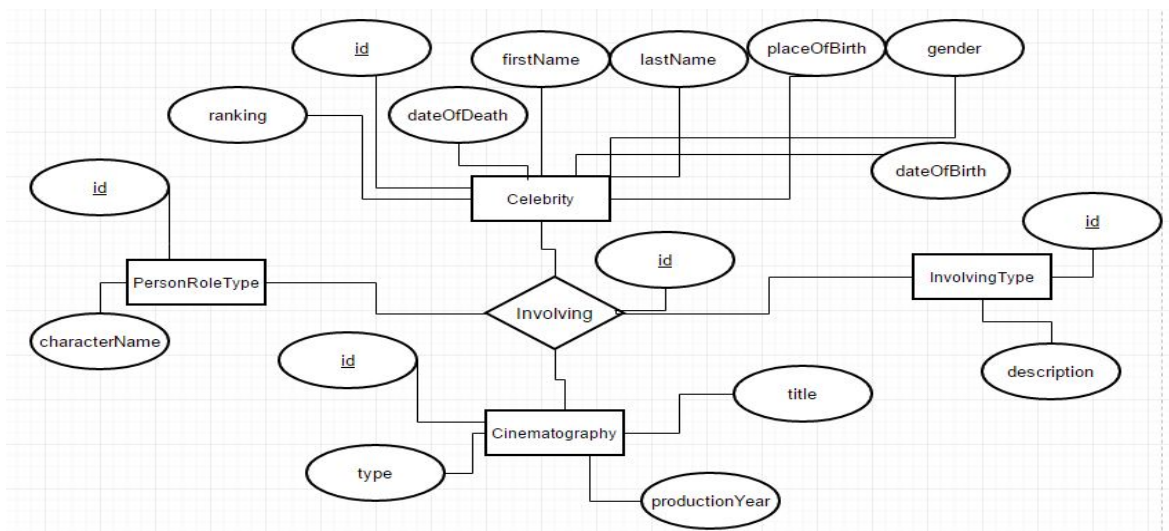 id
firstName
lastName
placeOfBirth
gender
ranking
dateOfDeath
dateOfBirth
id
Celebrity
id
id
PersonRoleType
InvolvingType
Involving
characterName
id
description
title
Cinematography
type
productionYear